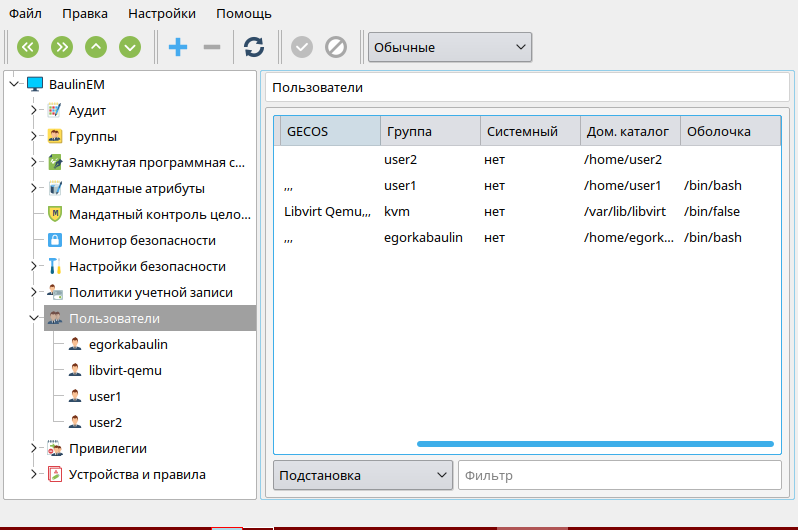 Файл Правка Настройки Помощь
Обычные
BaulinEM
Аудит
Группы
Замкнутая программная с...
Мандатные атрибуты
Мандатный контроль цело...
Монитор безопасности
Настройки безопасности
Политики учетной записи
Пользователи
egorkabaulin
libvirt-qemu
user1
user2
Привилегии
Устройства и правила
Пользователи
GECOS Группа Системный Дом. каталог Оболочка
user2 нет /home/user2
,,, user1 нет /home/user1 /bin/bash
Libvirt Qemu,,, kvm нет /var/lib/libvirt /bin/false
,,, egorkabaulin нет /home/egork... /bin/bash
Подстановка Фильтр